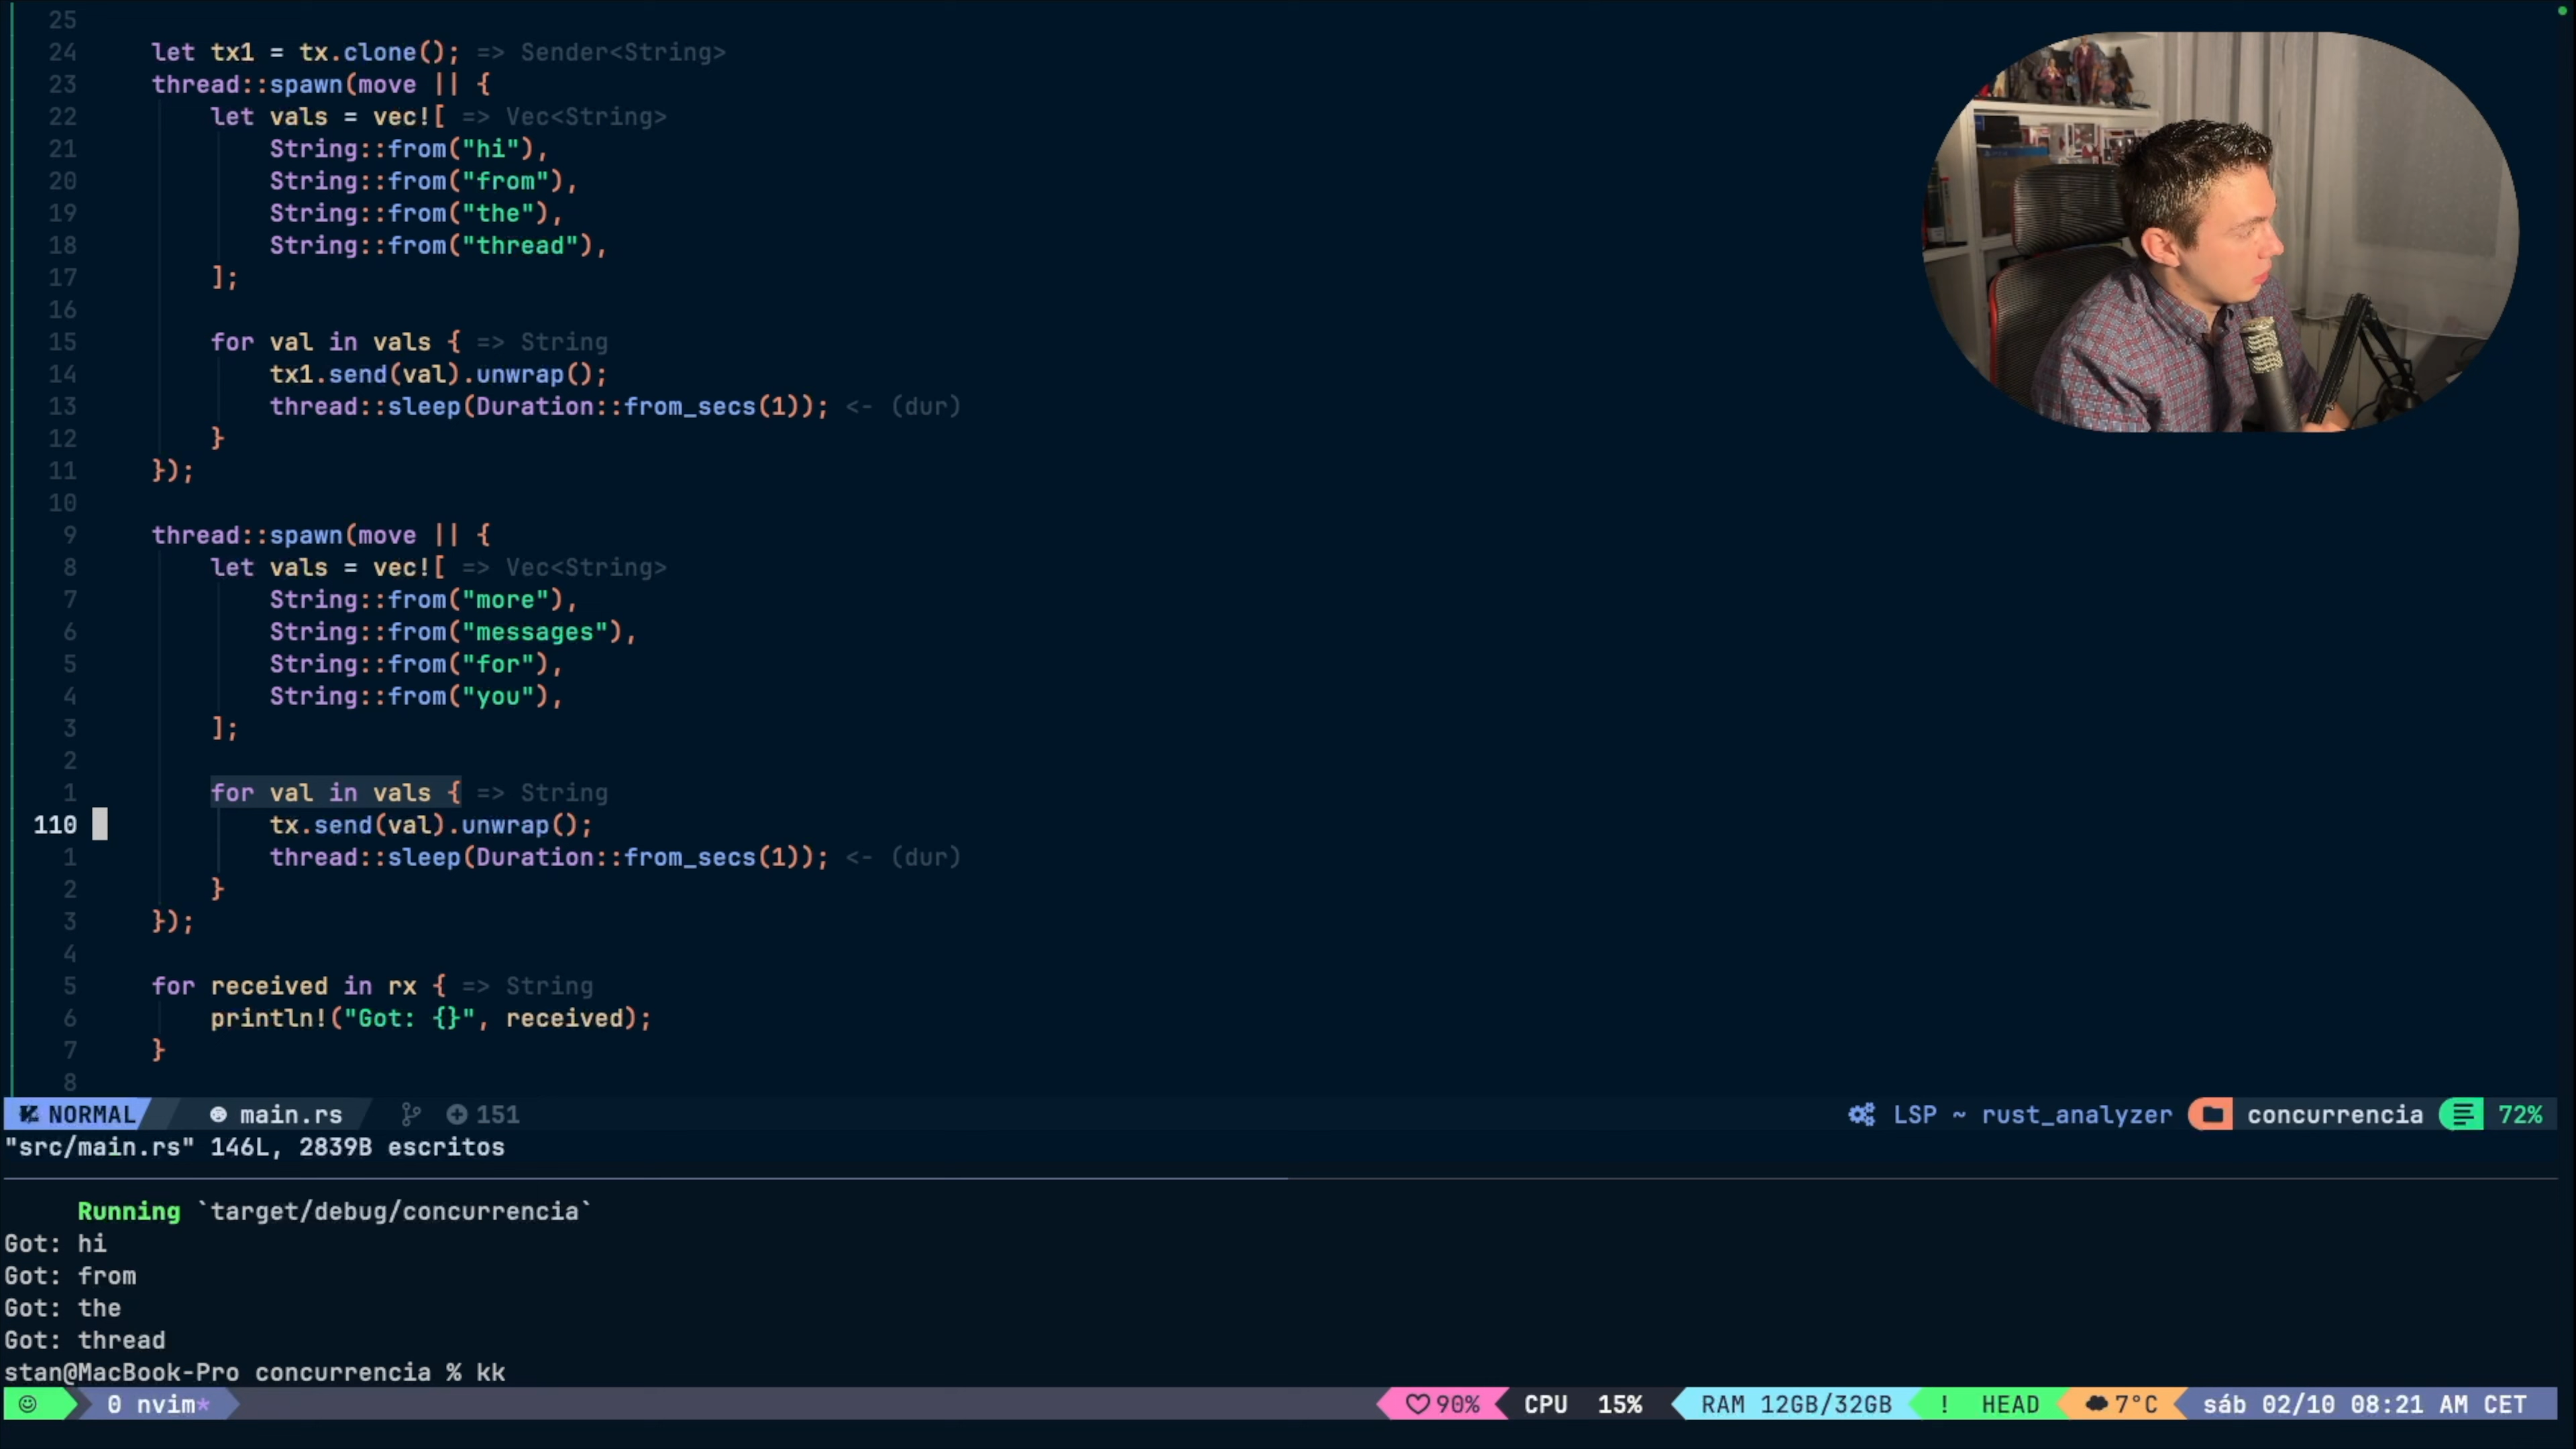 25
24 let tx1 = tx.clone(); => Sender<String>
23 thread::spawn(move || {
22 let vals = vec![ => Vec<String>
21 String::from("hi"),
20 String::from("from"),
19 String::from("the"),
18 String::from("thread"),
17 ];
16
15 for val in vals { => String
14 tx1.send(val).unwrap();
13 thread::sleep(Duration::from_secs(1)); <- (dur)
12 }
11 });
10
9 thread::spawn(move || {
8 let vals = vec![ => Vec<String>
7 String::from("more"),
6 String::from("messages"),
5 String::from("for"),
4 String::from("you"),
3 ];
2
1 for val in vals { => String
110 tx.send(val).unwrap();
1 thread::sleep(Duration::from_secs(1)); <- (dur)
2 }
3 });
4
5 for received in rx { => String
6 println!("Got: {}", received);
7 }
8
NORMAL main.rs 151 LSP ~ rust_analyzer concurrencia 72%
"src/main.rs" 146L, 2839B escritos
Running `target/debug/concurrencia`
Got: hi
Got: from
Got: the
Got: thread
stan@MacBook-Pro concurrencia % kk
0 nvim* 90% CPU 15% RAM 12GB/32GB ! HEAD 7°C sáb 02/10 08:21 AM CET